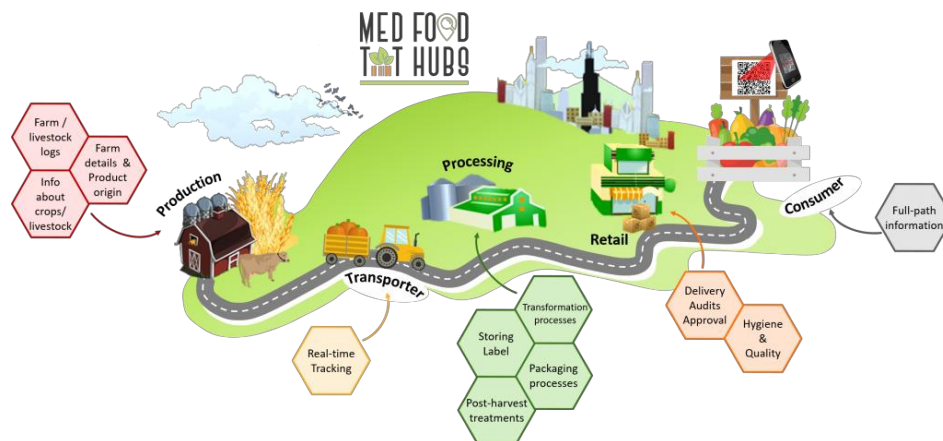 MED FOOD
TTT HUBS
Farm /
livestock
logs
Farm
details &
Product
origin
Info
about
crops/
livestock
Production
Transporter
Real-time
Tracking
Processing
Transformation
processes
Storing
Label
Packaging
processes
Post-harvest
treatments
Retail
Delivery
Audits
Approval
Hygiene
&
Quality
Consumer
Full-path
information